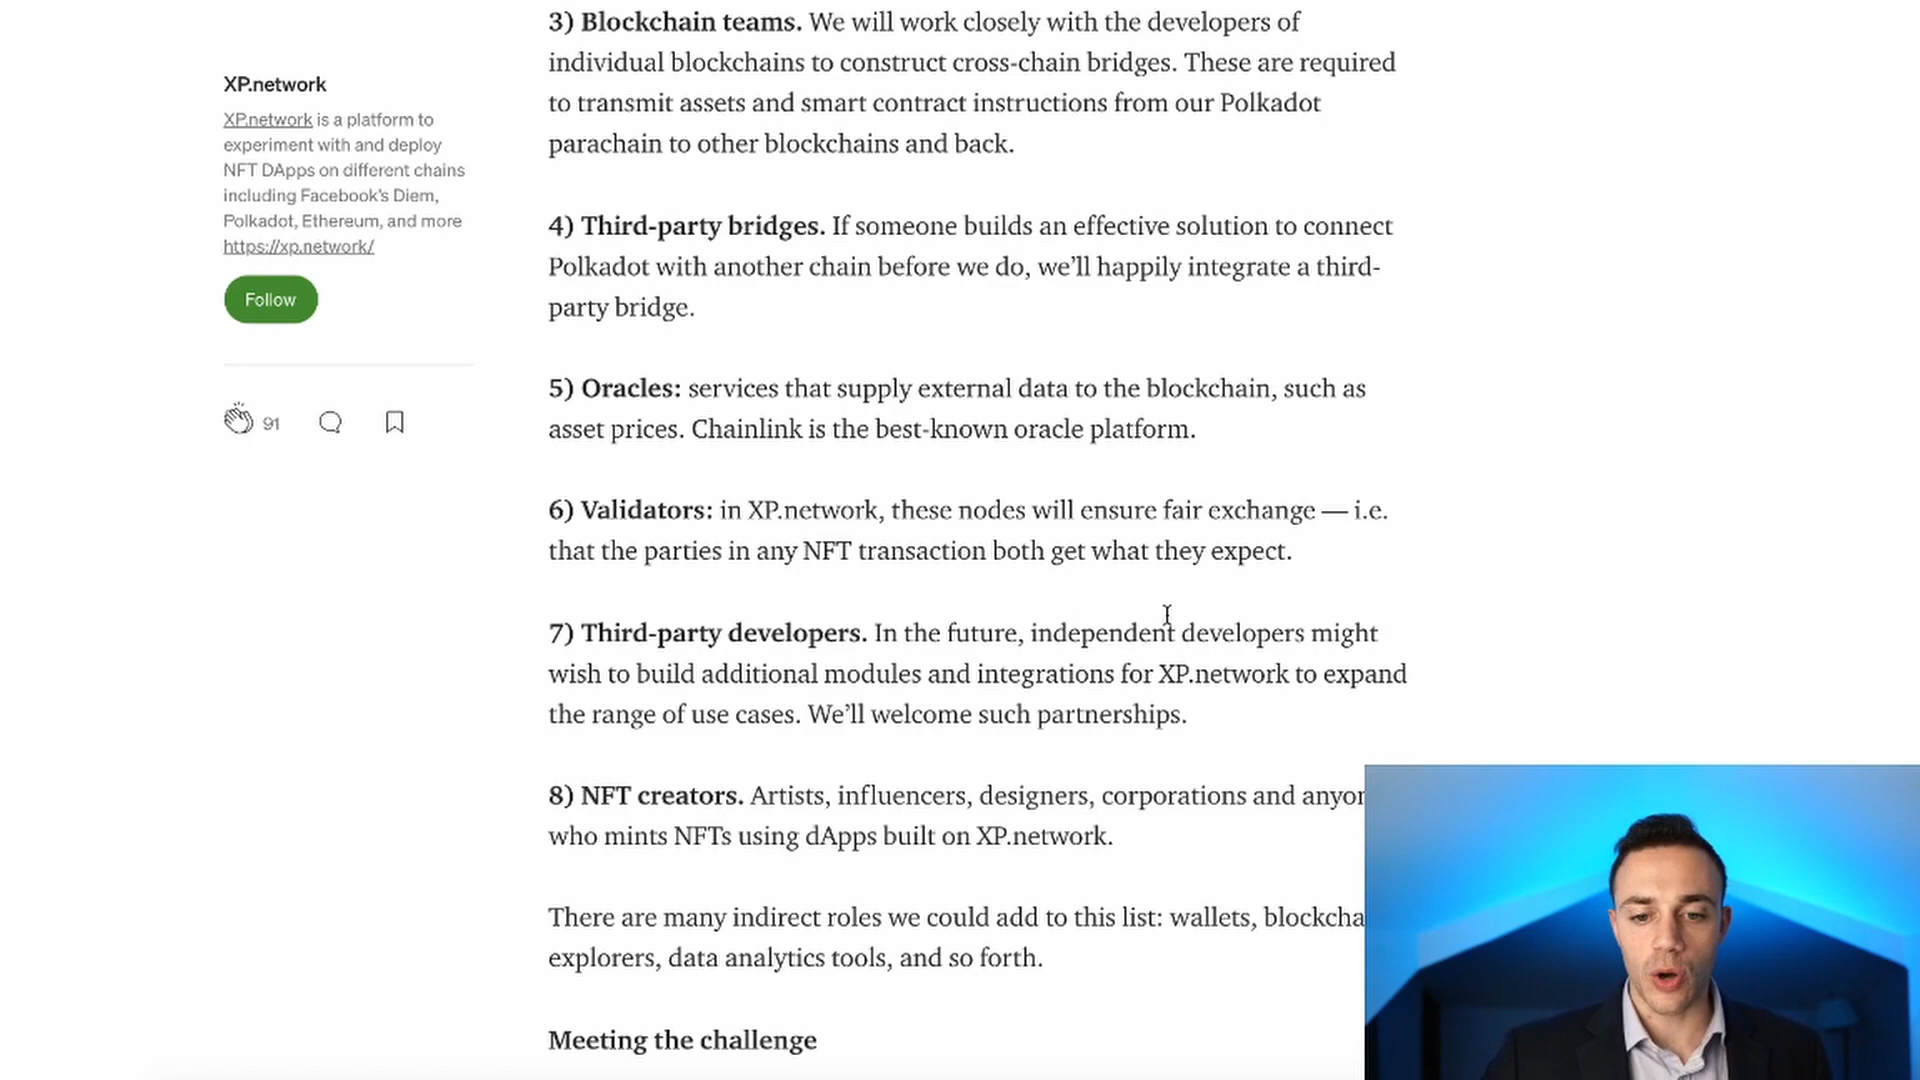 XP.network
XP.network is a platform to
experiment with and deploy
NFT DApps on different chains
including Facebook's Diem,
Polkadot, Ethereum, and more
https://xp.network/
Follow
91
3) Blockchain teams. We will work closely with the developers of
individual blockchains to construct cross-chain bridges. These are required
to transmit assets and smart contract instructions from our Polkadot
parachain to other blockchains and back.
4) Third-party bridges. If someone builds an effective solution to connect
Polkadot with another chain before we do, we’ll happily integrate a third-
party bridge.
5) Oracles: services that supply external data to the blockchain, such as
asset prices. Chainlink is the best-known oracle platform.
6) Validators: in XP.network, these nodes will ensure fair exchange — i.e.
that the parties in any NFT transaction both get what they expect.
7) Third-party developers. In the future, independent developers might
wish to build additional modules and integrations for XP.network to expand
the range of use cases. We’ll welcome such partnerships.
8) NFT creators. Artists, influencers, designers, corporations and
who mints NFTs using dApps built on XP.network.
There are many indirect roles we could add to this list: wallets,
explorers, data analytics tools, and so forth.
Meeting the challenge